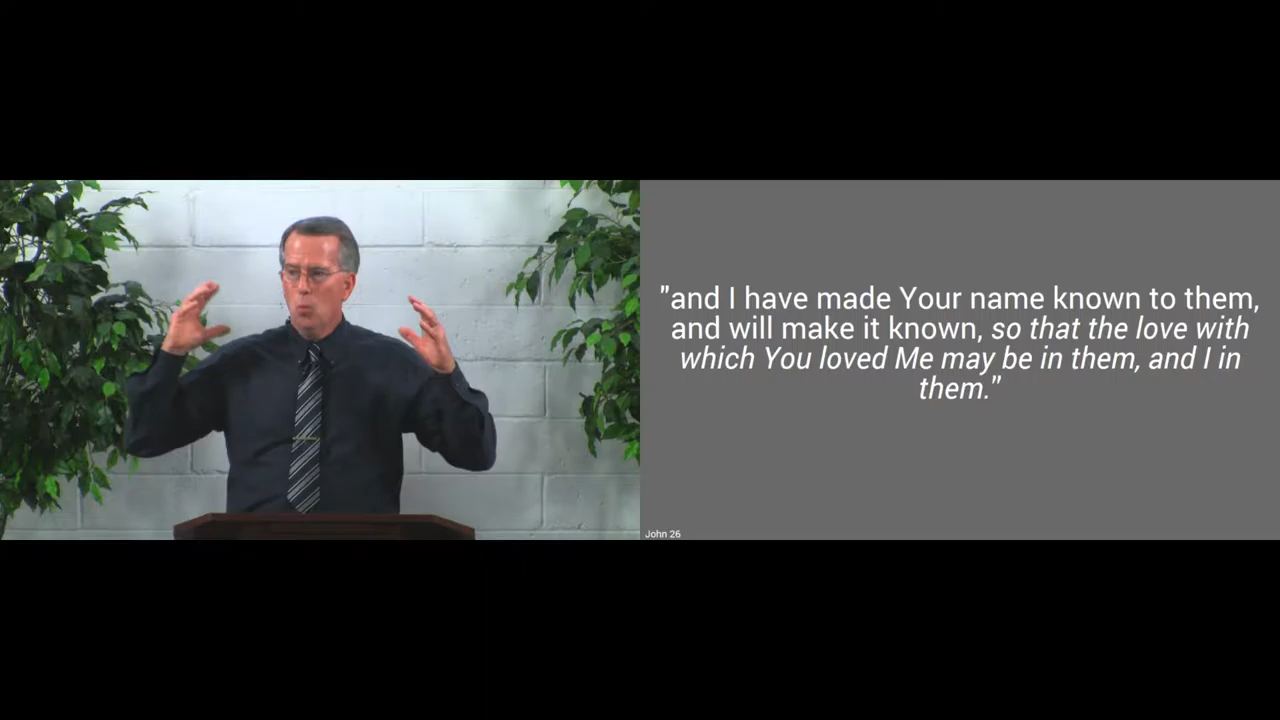 "and I have made Your name known to them,
and will make it known, so that the love with
which You loved Me may be in them, and I in
them."
John 26